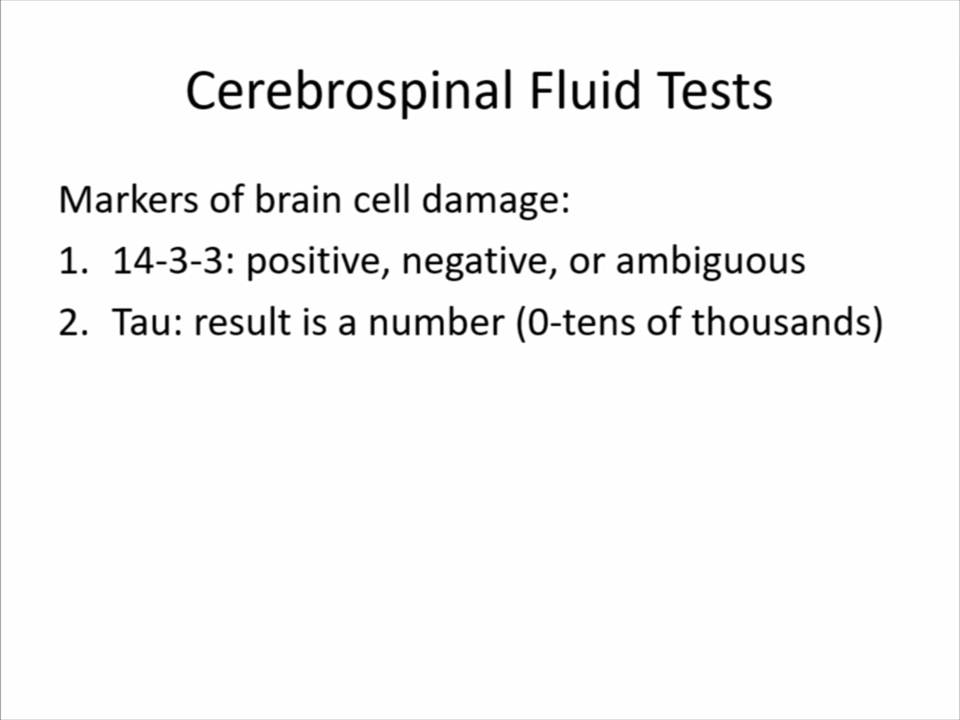 Cerebrospinal Fluid Tests
Markers of brain cell damage:
1. 14-3-3: positive, negative, or ambiguous
2. Tau: result is a number (0-tens of thousands)